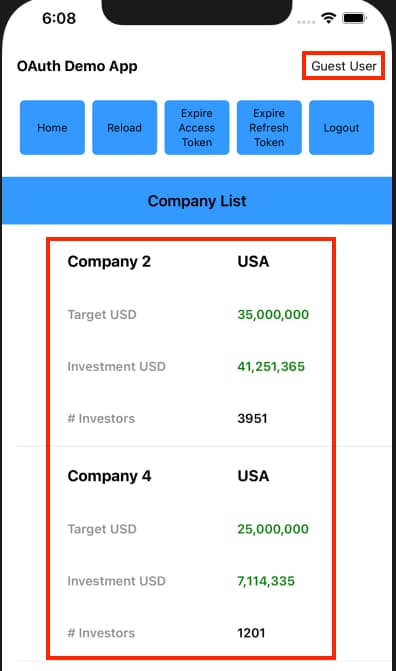 6:08
OAuth Demo App
Guest User
Home
Reload
Expire
Access
Token
Expire
Refresh
Token
Logout
Company List
Company 2 USA
Target USD 35,000,000
Investment USD 41,251,365
# Investors 3951
Company 4 USA
Target USD 25,000,000
Investment USD 7,114,335
# Investors 1201